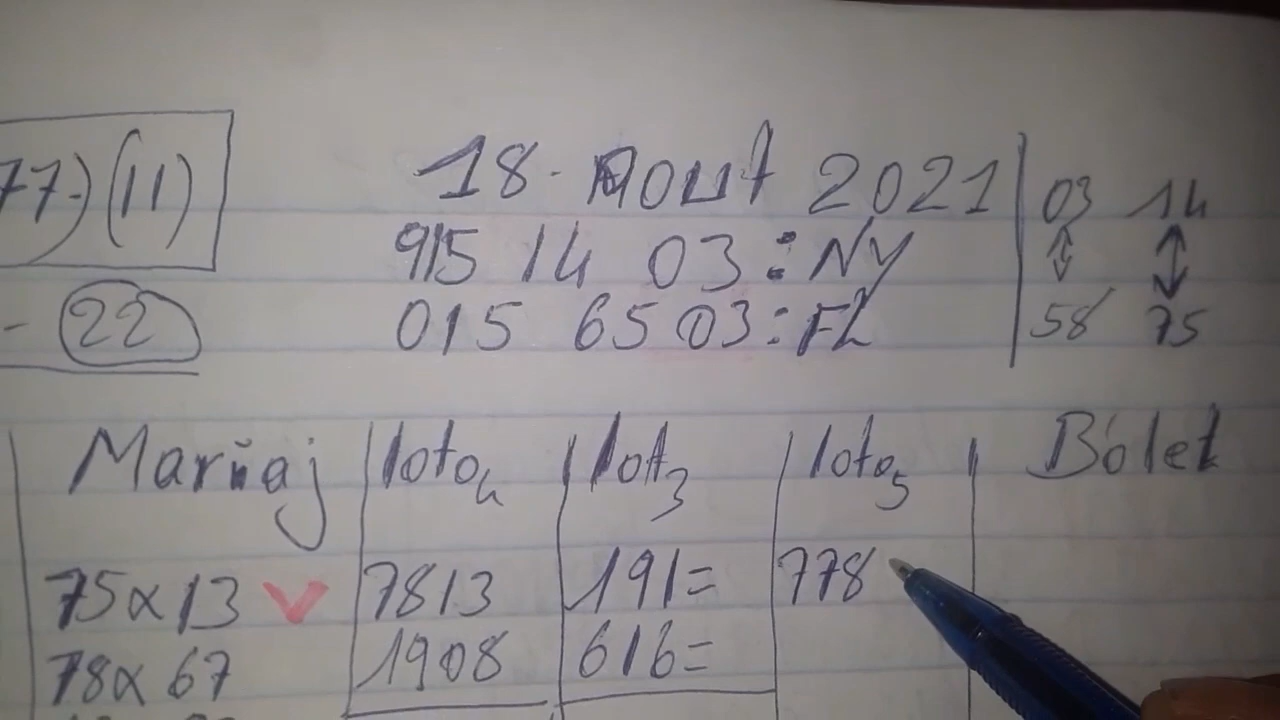 77) (11)
- 22
18 - Aout 2021
915 14 03 : NY
015 65 03 : FL
03 14
58 75
Mariaj loto4 lot3 loto5 Bòlet
75x13 7813 191= 778
78x67 1908 616=